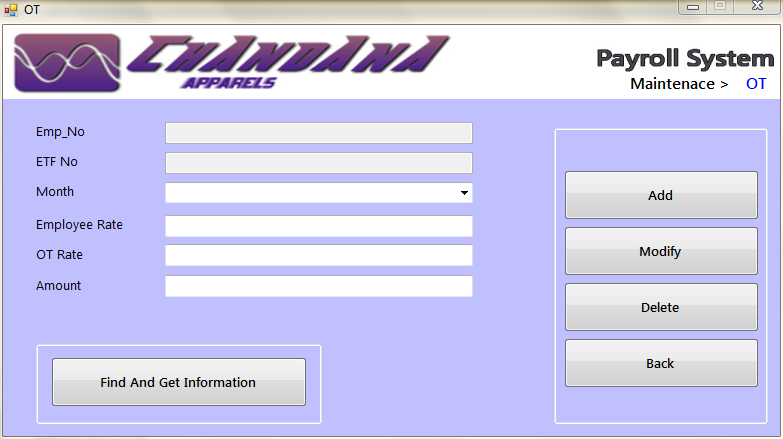 OT
CHANDANA
APPARELS
Payroll System
Maintenace > OT
Emp_No
ETF No
Month
Employee Rate
OT Rate
Amount
Add
Modify
Delete
Back
Find And Get Information